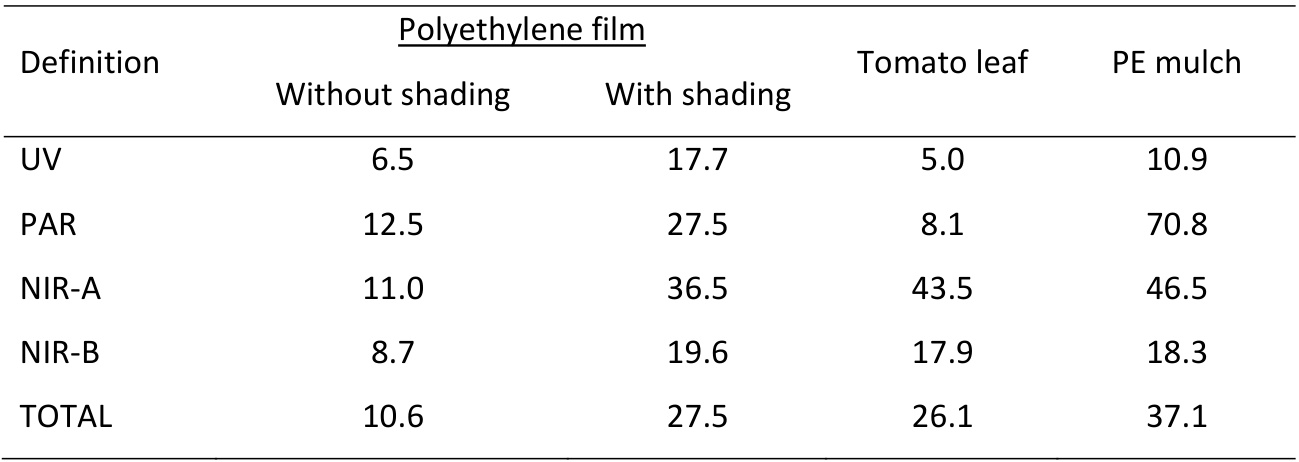 Polyethylene film
Definition Tomato leaf PE mulch
Without shading With shading
UV 6.5 17.7 5.0 10.9
PAR 12.5 27.5 8.1 70.8
NIR-A 11.0 36.5 43.5 46.5
NIR-B 8.7 19.6 17.9 18.3
TOTAL 10.6 27.5 26.1 37.1